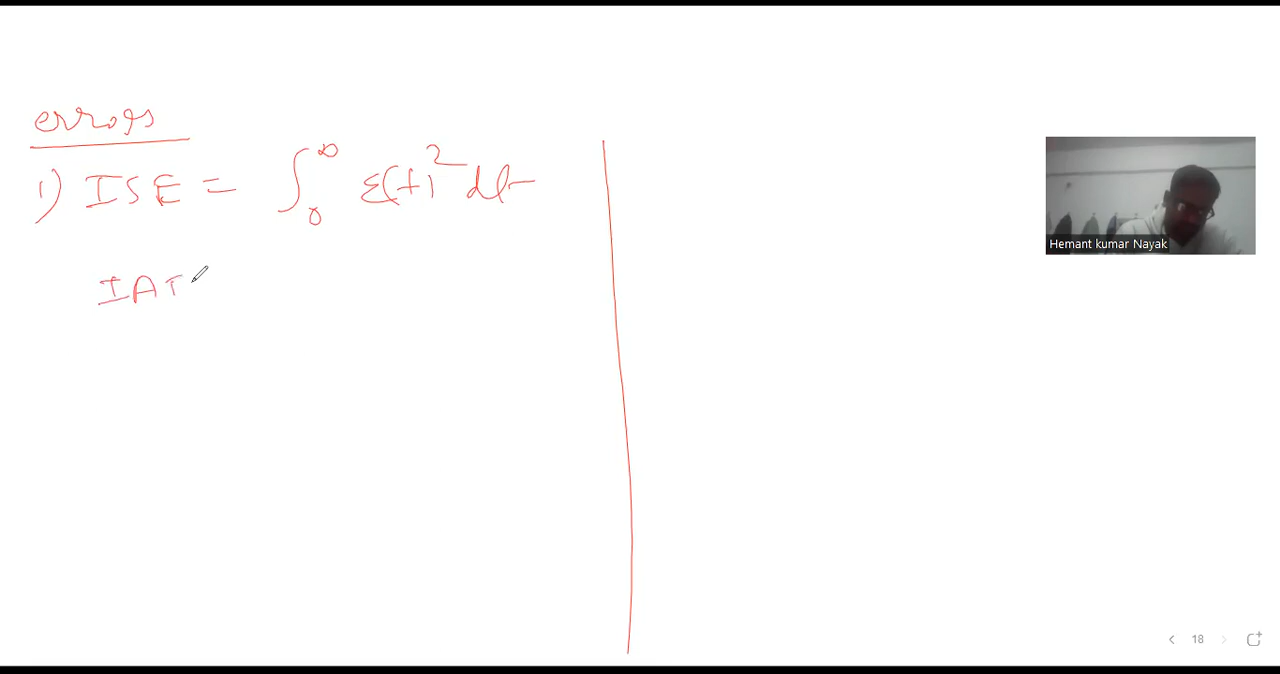 errors
1) ISE = ∫₀^∞ ε(t)² dt
IAT
Hemant kumar Nayak
< 18 >